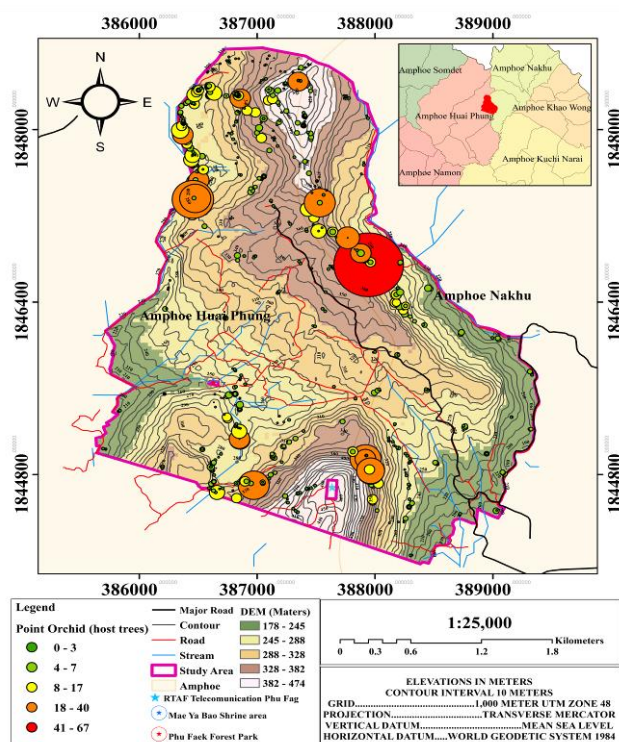 386000 387000 388000 389000
N
W E
S
1848000
1846400
1844800
1848000
1846400
1844800
Amphoe Nakhu
Amphoe Somdet
Amphoe Khao Wong
Amphoe Huai Phung
Amphoe Kuchi Narai
Amphoe Namon
Amphoe Nakhu
Amphoe Huai Phung
386000 387000 388000 389000
Legend
Point Orchid (host trees)
0 - 3
4 - 7
8 - 17
18 - 40
41 - 67
Major Road
Contour
Road
Stream
Study Area
Amphoe
RTAF Telecommunication Phu Fag
Mae Ya Bao Shrine area
Phu Faek Forest Park
DEM (Maters)
178 - 245
245 - 288
288 - 328
328 - 382
382 - 474
1:25,000
Kilometers
0 0.3 0.6 1.2 1.8
ELEVATIONS IN METERS
CONTOUR INTERVAL 10 METERS
GRID.............................1,000 METER UTM ZONE 48
PROJECTION....................TRANSVERSE MERCATOR
VERTICAL DATUM.....................MEAN SEA LEVEL
HORIZONTAL DATUM.....WORLD GEODETIC SYSTEM 1984